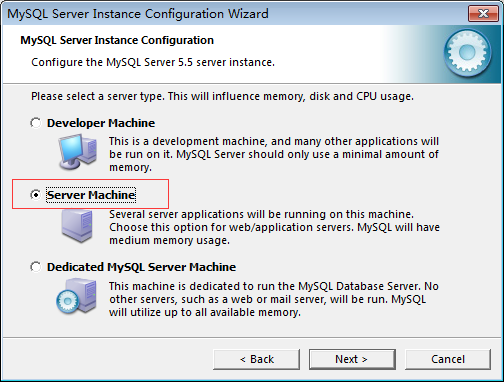 MySQL Server Instance Configuration Wizard
MySQL Server Instance Configuration
Configure the MySQL Server 5.5 server instance.
Please select a server type. This will influence memory, disk and CPU usage.
Developer Machine
This is a development machine, and many other applications will
be run on it. MySQL Server should only use a minimal amount of
memory.
Server Machine
Several server applications will be running on this machine.
Choose this option for web/application servers. MySQL will have
medium memory usage.
Dedicated MySQL Server Machine
This machine is dedicated to run the MySQL Database Server. No
other servers, such as a web or mail server, will be run. MySQL
will utilize up to all available memory.
< Back
Next >
Cancel